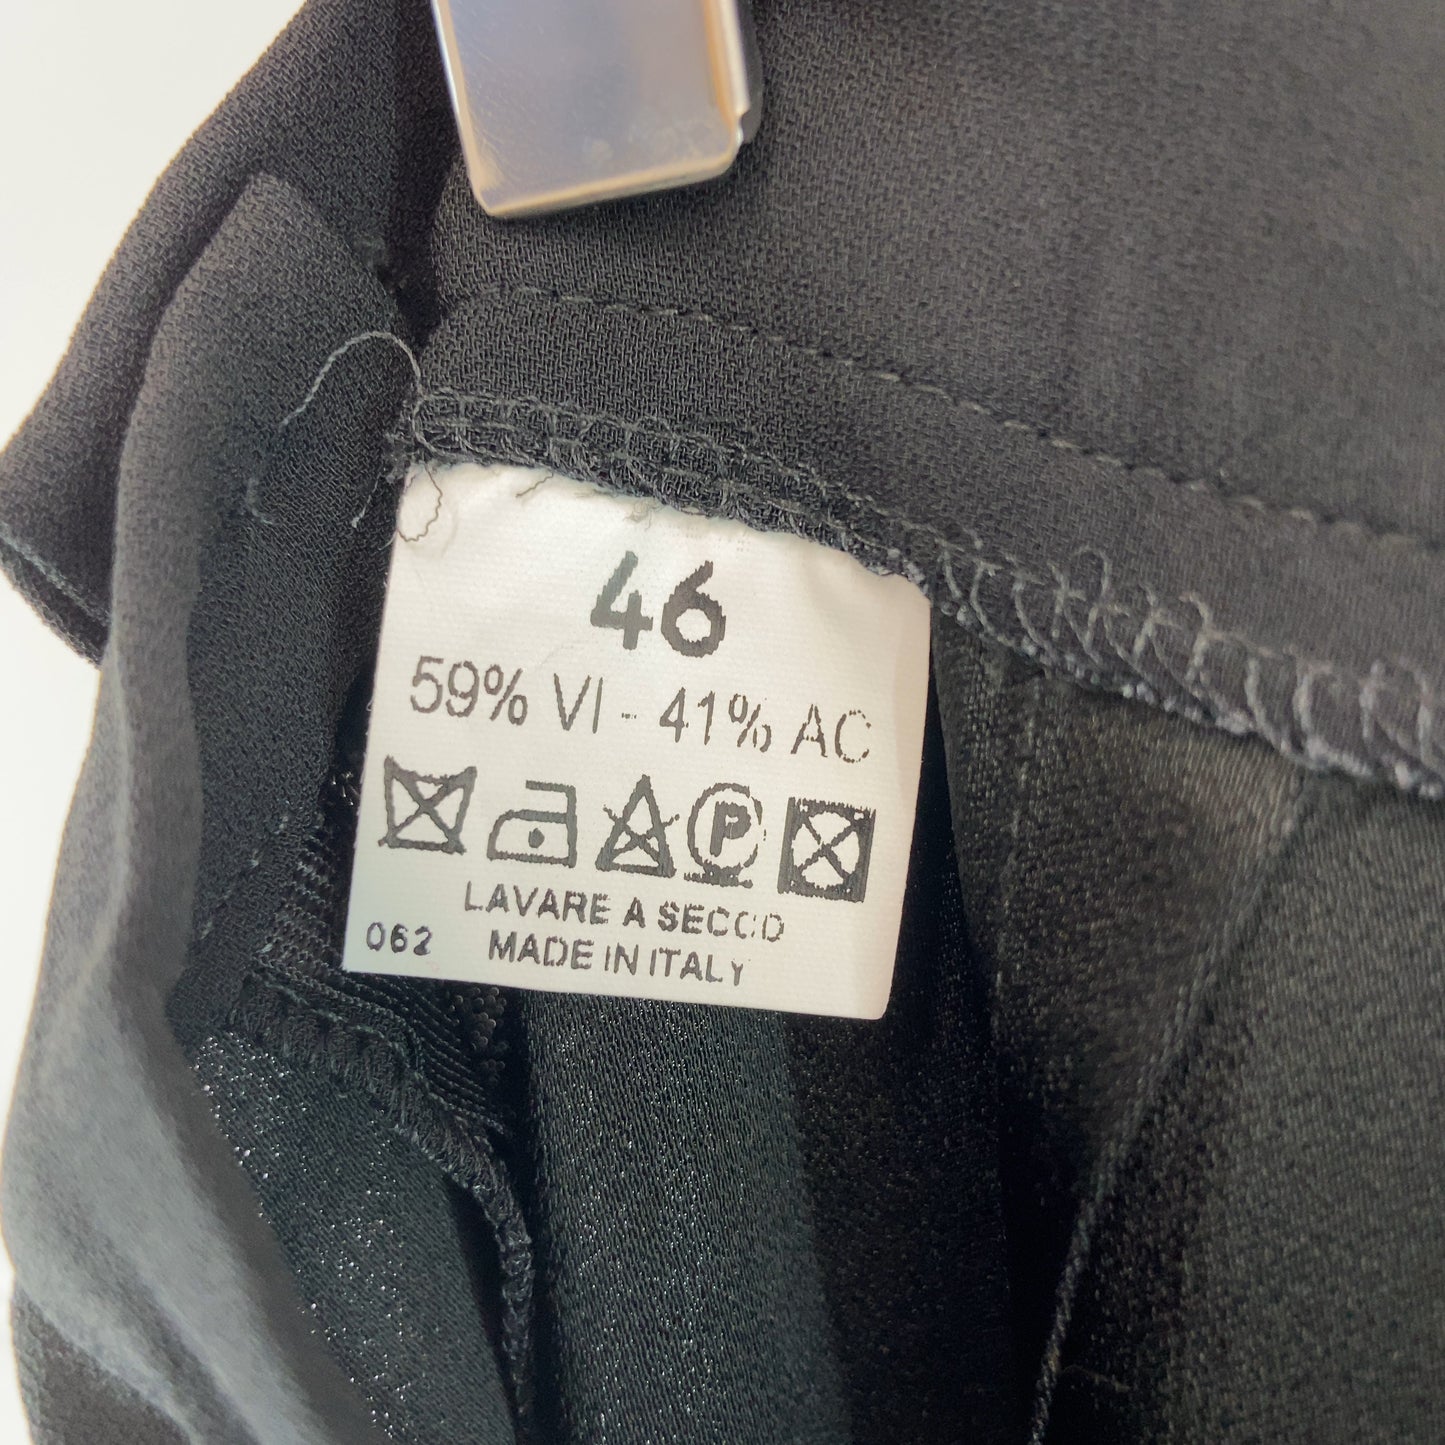 46
59% VI - 41% AC
P
LAVARE A SECCO
062 MADE IN ITALY